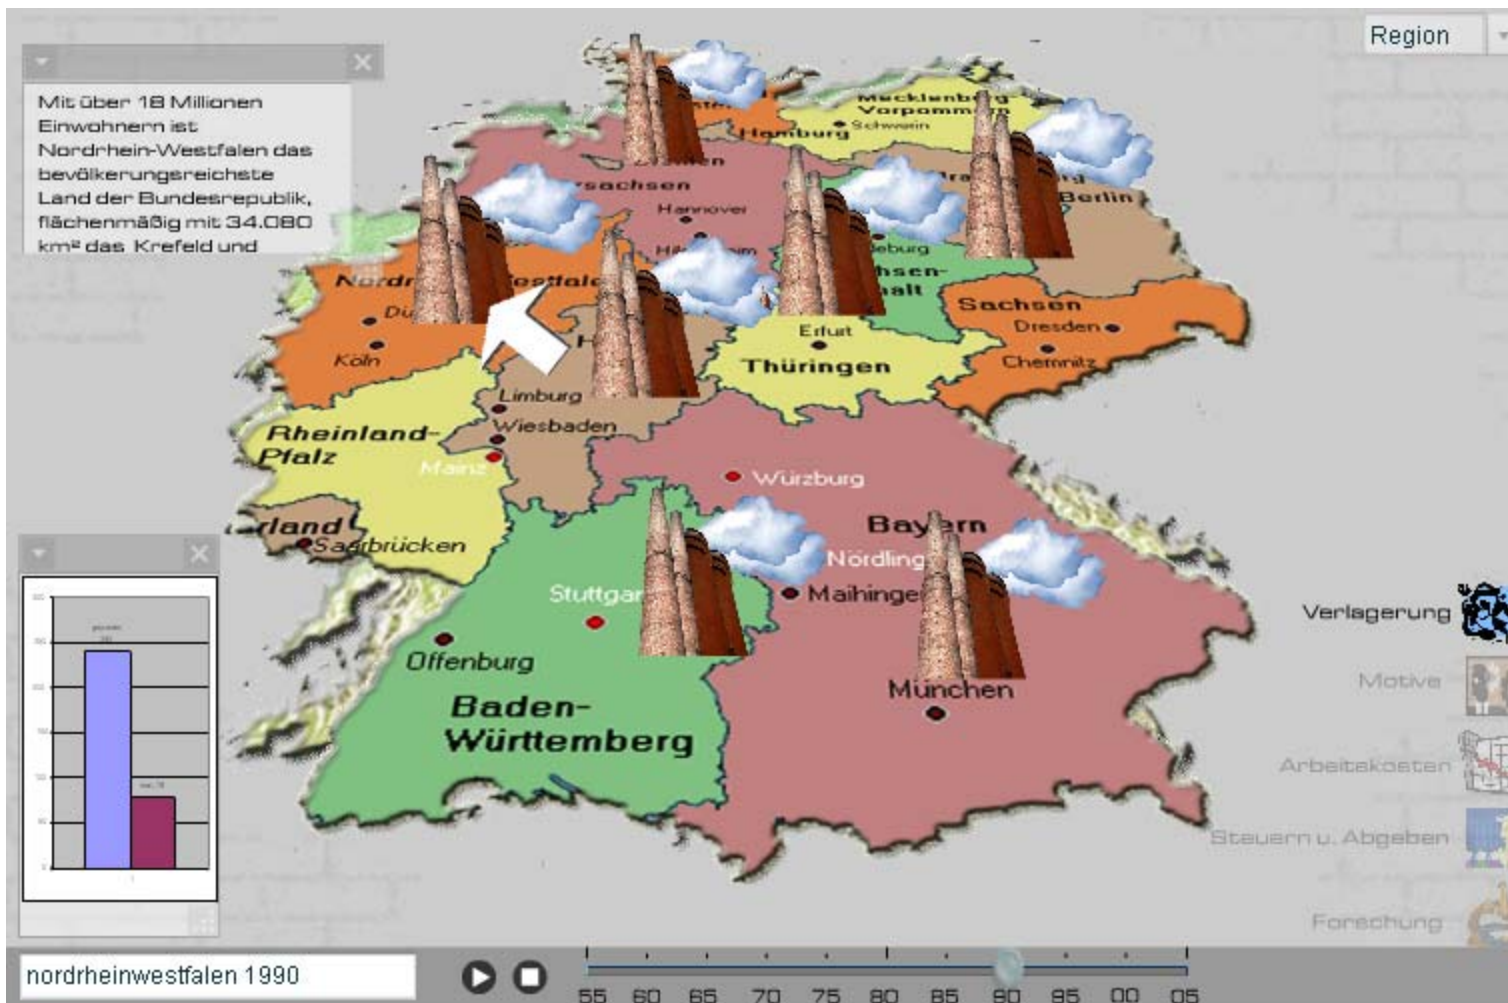 Region
Mit über 18 Millionen
Einwohnern ist
Nordrhein-Westfalen das
bevölkerungsreichste
Land der Bundesrepublik,
flächenmäßig mit 34.080
km² das Krefeld und
Mecklenburg
Vorpommern
Schwerin
Hamburg
Berlin
Hannover
Köln
Sachsen
Dresden
Chemnitz
Erfurt
Thüringen
Limburg
Wiesbaden
Rheinland-
Pfalz
Mainz
Würzburg
Bayern
Saarbrücken
Nördling
Maihinge
Stuttgar
Offenburg
München
Baden-
Württemberg
Verlagerung
Motive
Arbeitskosten
Steuern u. Abgaben
Forschung
nordrheinwestfalen 1990
55 60 65 70 75 80 85 90 95 00 05